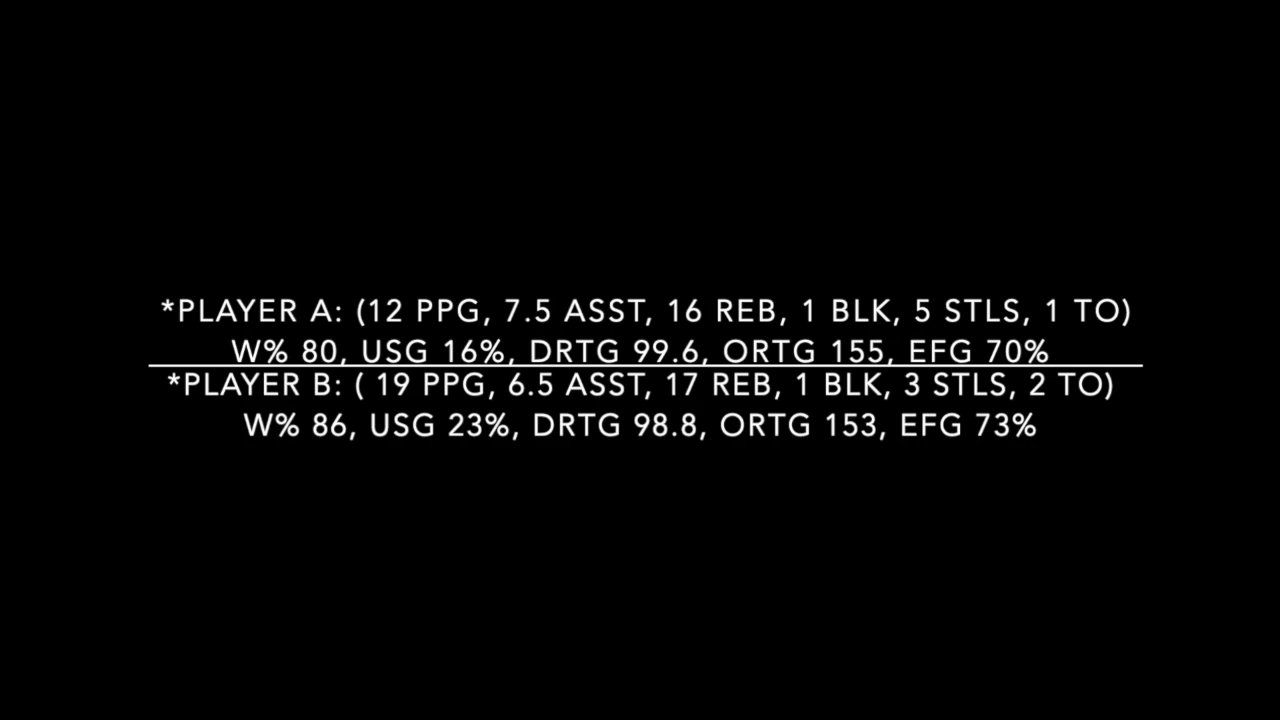 *PLAYER A: (12 PPG, 7.5 ASST, 16 REB, 1 BLK, 5 STLS, 1 TO)
W% 80, USG 16%, DRTG 99.6, ORTG 155, EFG 70%
*PLAYER B: ( 19 PPG, 6.5 ASST, 17 REB, 1 BLK, 3 STLS, 2 TO)
W% 86, USG 23%, DRTG 98.8, ORTG 153, EFG 73%